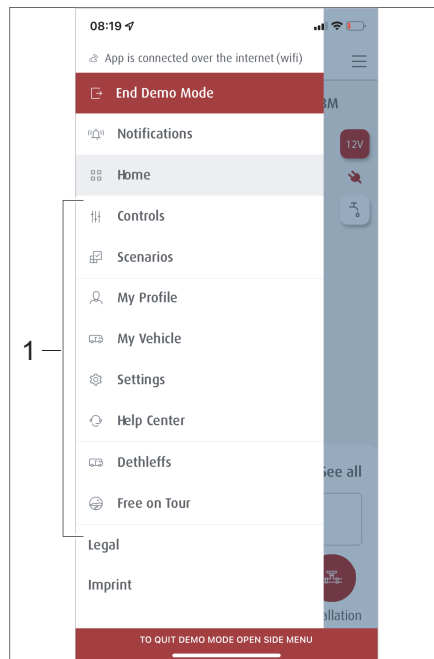 08:19
App is connected over the internet (wifi)
End Demo Mode
Notifications
12V
Home
Controls
Scenarios
My Profile
1
My Vehicle
Settings
Help Center
Dethleffs
See all
Free on Tour
Legal
Imprint
TO QUIT DEMO MODE OPEN SIDE MENU